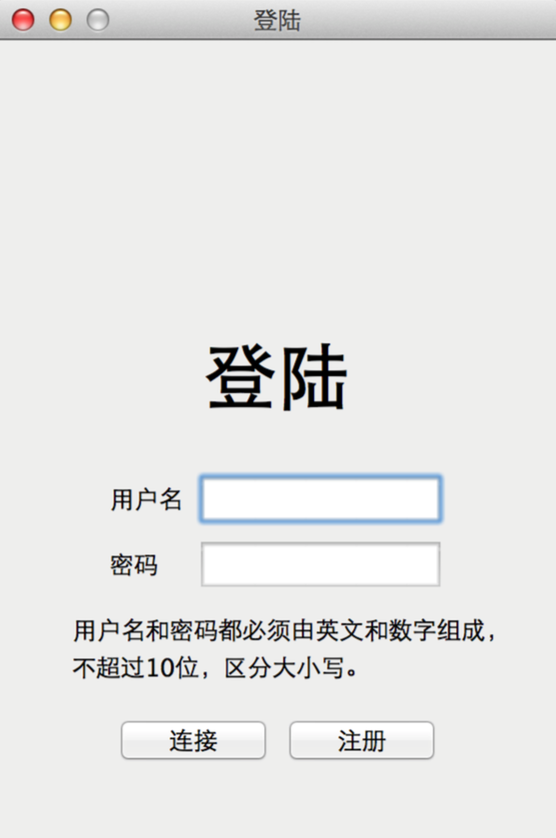 登陆
登陆
用户名
密码
用户名和密码都必须由英文和数字组成，
不超过10位，区分大小写。
连接 注册